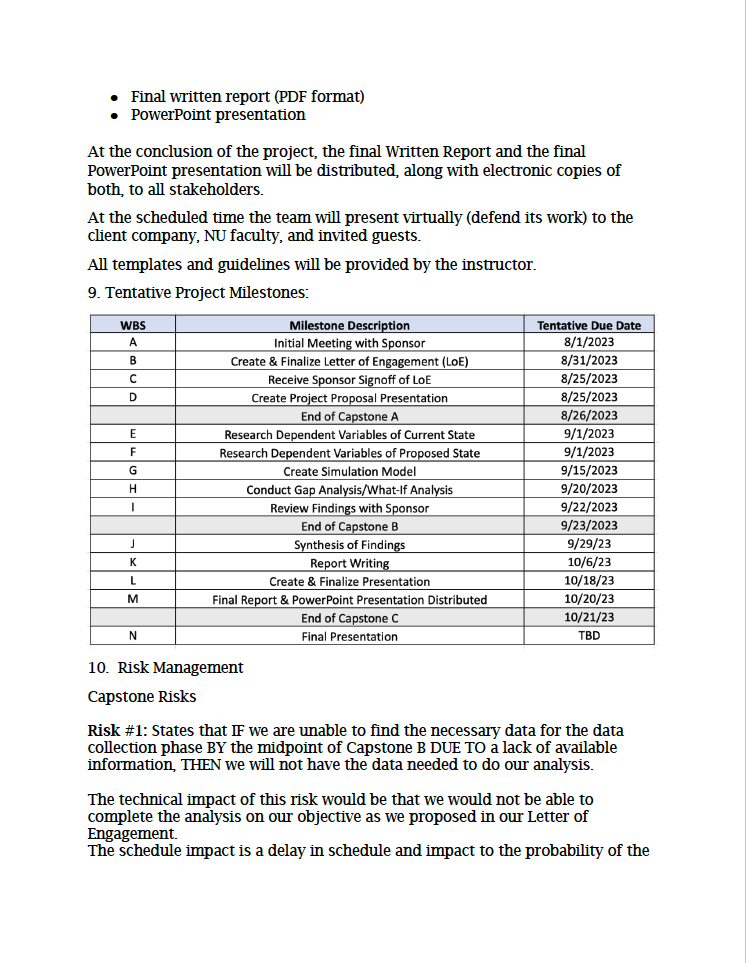 • Final written report (PDF format)
• PowerPoint presentation
At the conclusion of the project, the final Written Report and the final
PowerPoint presentation will be distributed, along with electronic copies of
both, to all stakeholders.
At the scheduled time the team will present virtually (defend its work) to the
client company, NU faculty, and invited guests.
All templates and guidelines will be provided by the instructor.
9. Tentative Project Milestones:
WBS Milestone Description Tentative Due Date
A Initial Meeting with Sponsor 8/1/2023
B Create & Finalize Letter of Engagement (LoE) 8/31/2023
C Receive Sponsor Signoff of LoE 8/25/2023
D Create Project Proposal Presentation 8/25/2023
End of Capstone A 8/26/2023
E Research Dependent Variables of Current State 9/1/2023
F Research Dependent Variables of Proposed State 9/1/2023
G Create Simulation Model 9/15/2023
H Conduct Gap Analysis/What-If Analysis 9/20/2023
I Review Findings with Sponsor 9/22/2023
End of Capstone B 9/23/2023
J Synthesis of Findings 9/29/23
K Report Writing 10/6/23
L Create & Finalize Presentation 10/18/23
M Final Report & PowerPoint Presentation Distributed 10/20/23
End of Capstone C 10/21/23
N Final Presentation TBD
10. Risk Management
Capstone Risks
Risk #1: States that IF we are unable to find the necessary data for the data
collection phase BY the midpoint of Capstone B DUE TO a lack of available
information, THEN we will not have the data needed to do our analysis.
The technical impact of this risk would be that we would not be able to
complete the analysis on our objective as we proposed in our Letter of
Engagement.
The schedule impact is a delay in schedule and impact to the probability of the